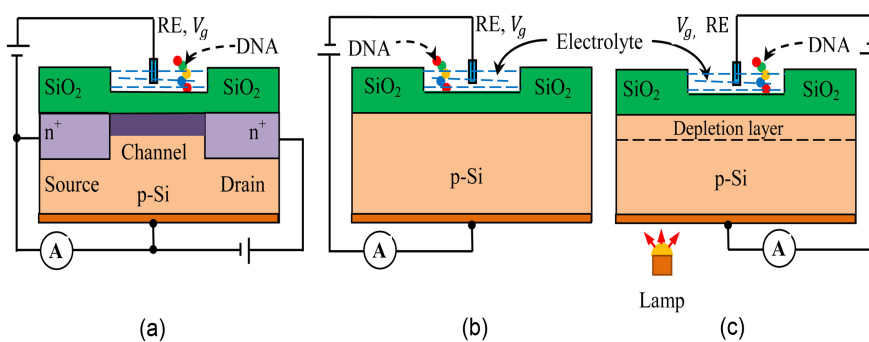 RE, Vg
DNA
SiO2
SiO2
n+
n+
Channel
Source
Drain
p-Si
A
(a)
RE, Vg
DNA
Electrolyte
SiO2
SiO2
p-Si
A
(b)
Vg, RE
DNA
SiO2
Depletion layer
p-Si
A
Lamp
(c)